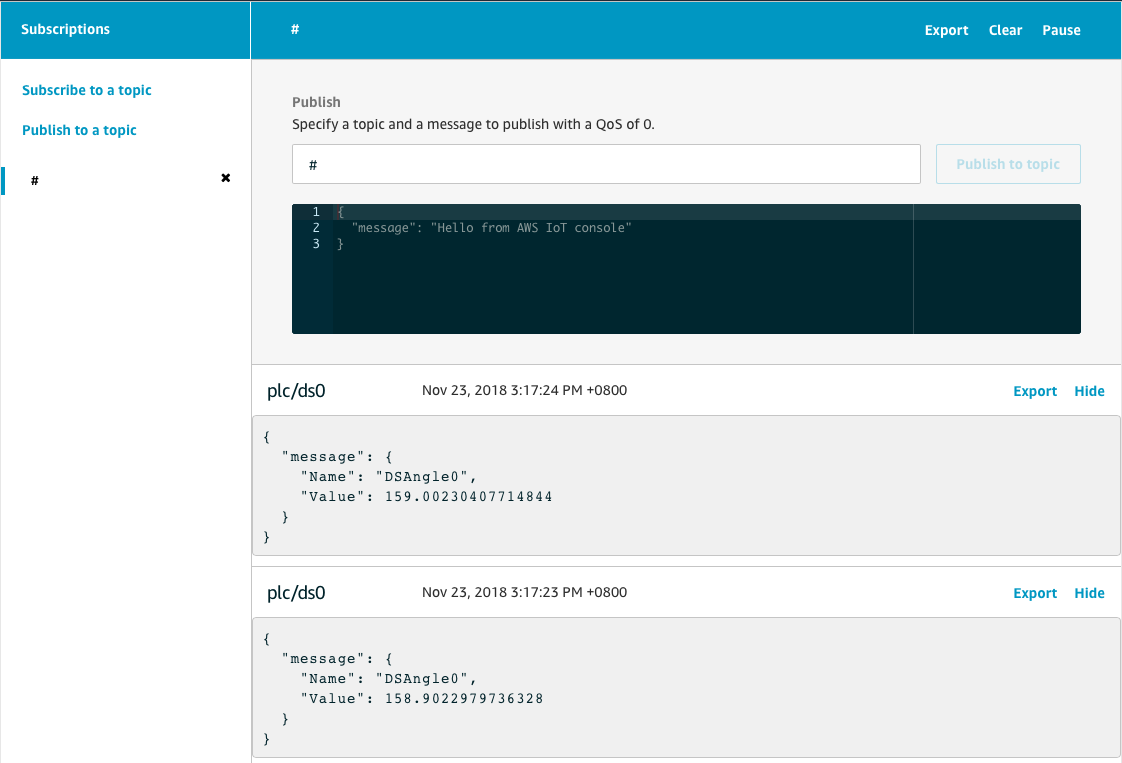 Subscriptions
#
Export Clear Pause
Subscribe to a topic
Publish to a topic
# ✖
Publish
Specify a topic and a message to publish with a QoS of 0.
#
Publish to topic
1 {
2   "message": "Hello from AWS IoT console"
3 }
plc/ds0 Nov 23, 2018 3:17:24 PM +0800 Export Hide
{
  "message": {
    "Name": "DSAngle0",
    "Value": 159.00230407714844
  }
}
plc/ds0 Nov 23, 2018 3:17:23 PM +0800 Export Hide
{
  "message": {
    "Name": "DSAngle0",
    "Value": 158.9022979736328
  }
}